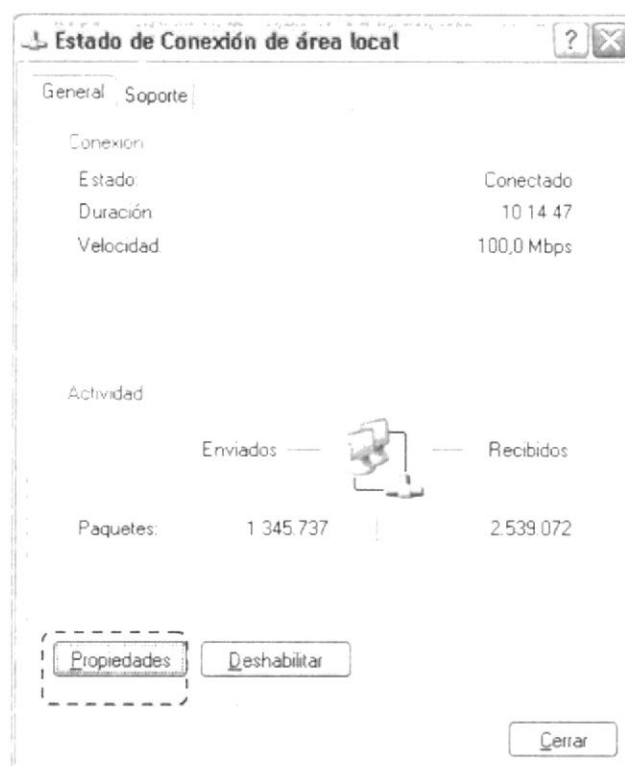 Estado de Conexión de área local
General Soporte
Conexion
Estado: Conectado
Duración 10 14 47
Velocidad. 100,0 Mbps
Actividad
Enviados Recibidos
Paquetes: 1 345.737 2.539.072
Propiedades Deshabilitar
Cerrar